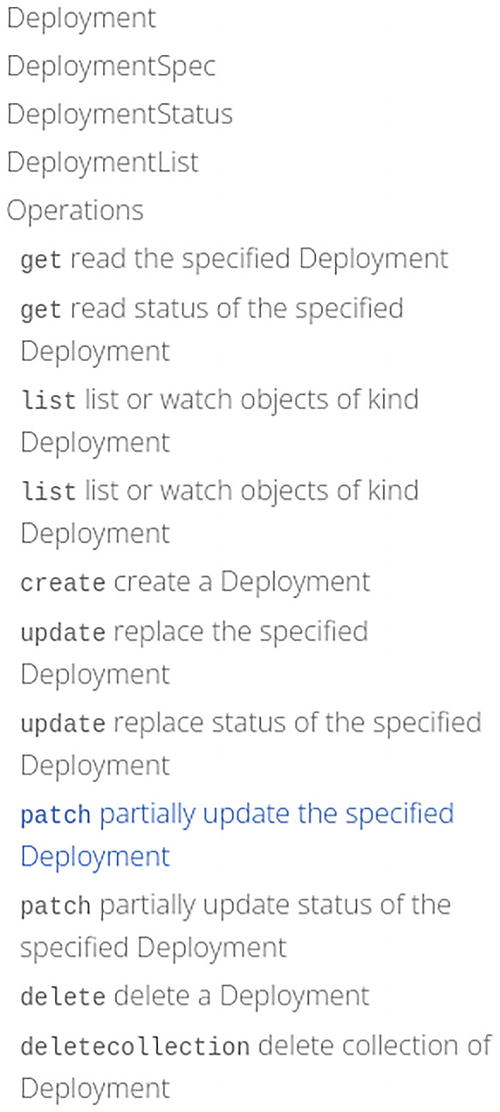 Deployment
DeploymentSpec
DeploymentStatus
DeploymentList
Operations
get read the specified Deployment
get read status of the specified
Deployment
list list or watch objects of kind
Deployment
list list or watch objects of kind
Deployment
create create a Deployment
update replace the specified
Deployment
update replace status of the specified
Deployment
patch partially update the specified
Deployment
patch partially update status of the
specified Deployment
delete delete a Deployment
deletecollection delete collection of
Deployment